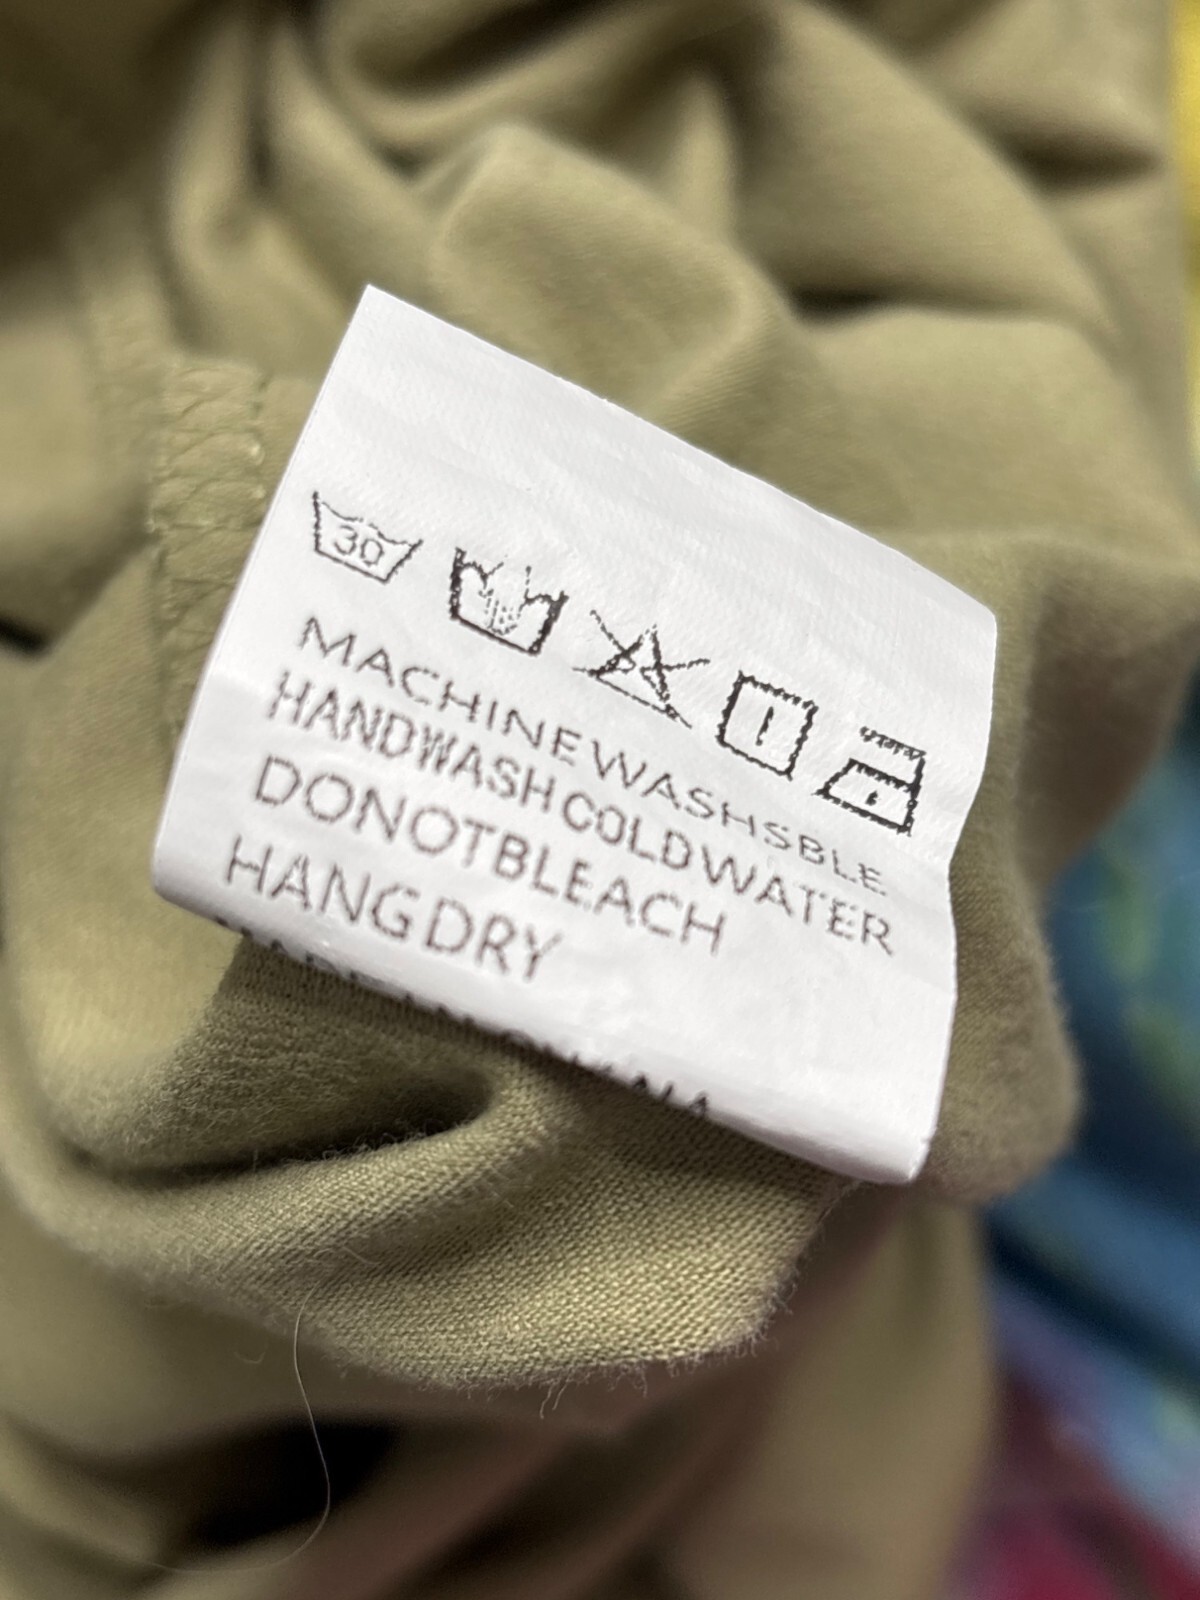 30
MACHINE WASHSBLE
HANDWASH COLD WATER
DO NOT BLEACH
HANG DRY